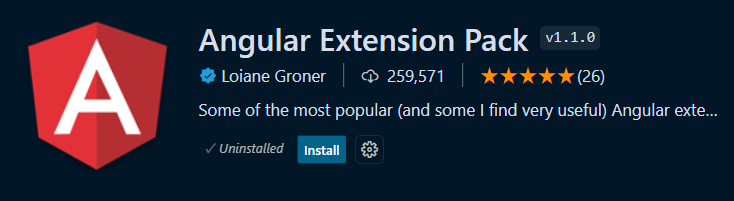 Angular Extension Pack v1.1.0
Loiane Groner 259,571 ★★★★★(26)
Some of the most popular (and some I find very useful) Angular exte...
✓Uninstalled Install